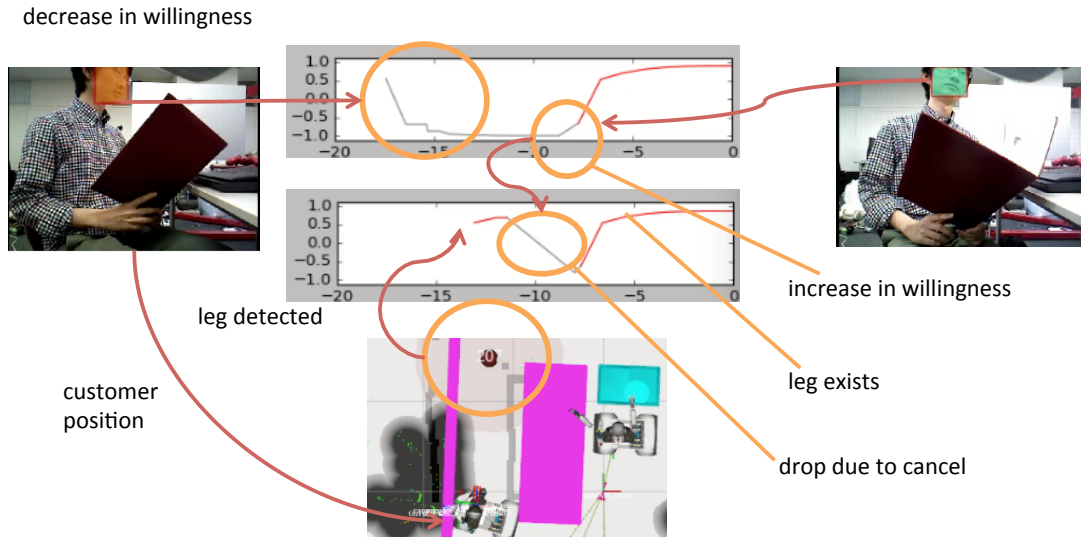 decrease in willingness
1.0
0.5
0.0
−0.5
−1.0
−20
−15
−10
−5
0
1.0
0.5
0.0
−0.5
−1.0
−20
−15
−10
−5
0
increase in willingness
leg detected
leg exists
customer
position
drop due to cancel